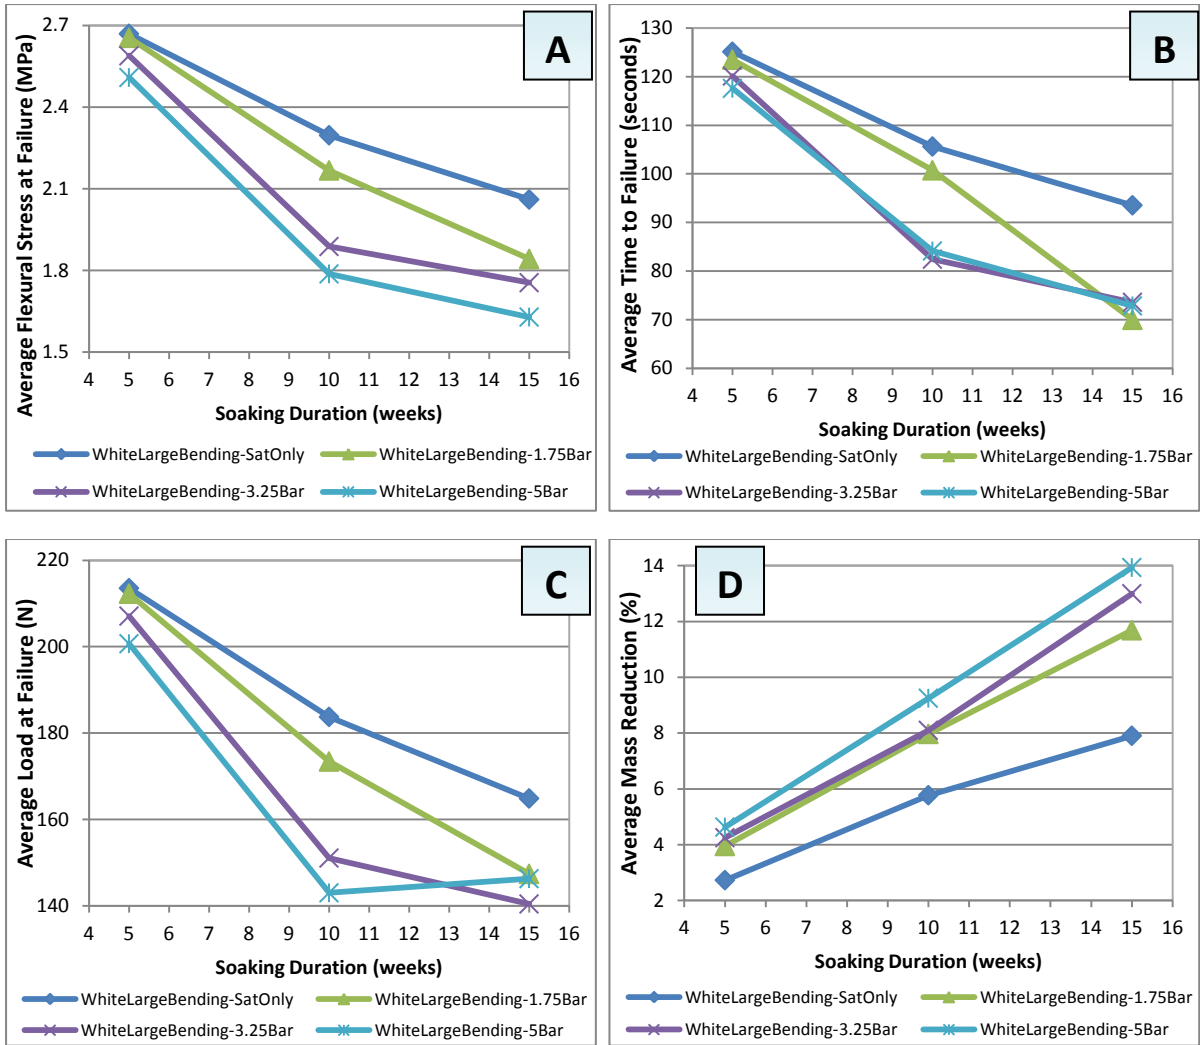 A
Average Flexural Stress at Failure (MPa)
2.7
2.4
2.1
1.8
1.5
4 5 6 7 8 9 10 11 12 13 14 15 16
Soaking Duration (weeks)
WhiteLargeBending-SatOnly WhiteLargeBending-1.75Bar
WhiteLargeBending-3.25Bar WhiteLargeBending-5Bar
B
Average Time to Failure (seconds)
130
120
110
100
90
80
70
60
4 5 6 7 8 9 10 11 12 13 14 15 16
Soaking Duration (weeks)
WhiteLargeBending-SatOnly WhiteLargeBending-1.75Bar
WhiteLargeBending-3.25Bar WhiteLargeBending-5Bar
C
Average Load at Failure (N)
220
200
180
160
140
4 5 6 7 8 9 10 11 12 13 14 15 16
Soaking Duration (weeks)
WhiteLargeBending-SatOnly WhiteLargeBending-1.75Bar
WhiteLargeBending-3.25Bar WhiteLargeBending-5Bar
D
Average Mass Reduction (%)
14
12
10
8
6
4
2
4 5 6 7 8 9 10 11 12 13 14 15 16
Soaking Duration (weeks)
WhiteLargeBending-SatOnly WhiteLargeBending-1.75Bar
WhiteLargeBending-3.25Bar WhiteLargeBending-5Bar